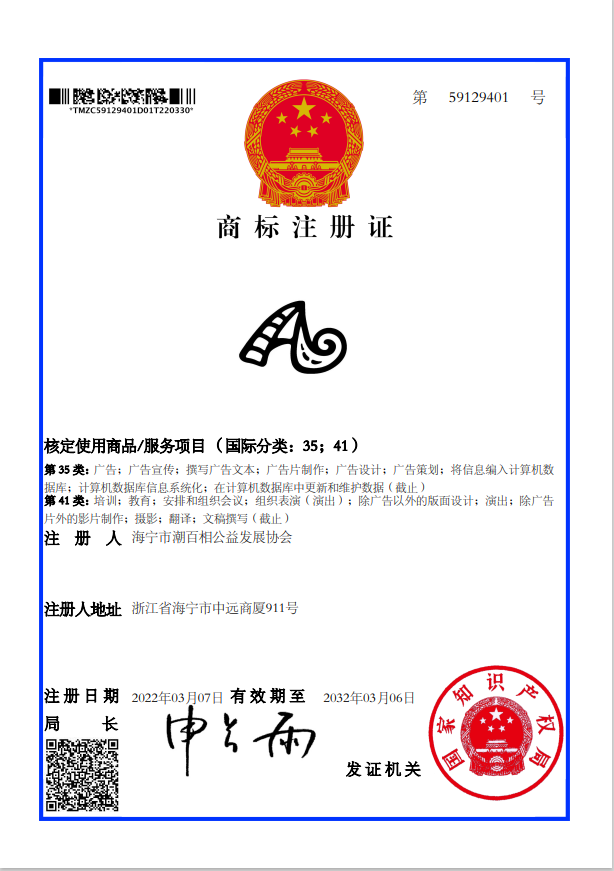 *TMZC59129401D01T220330*
第 59129401 号
商标注册证
核定使用商品/服务项目（国际分类：35；41）
第35类：广告；广告宣传；撰写广告文本；广告片制作；广告设计；广告策划；将信息编入计算机数
据库；计算机数据库信息系统化；在计算机数据库中更新和维护数据（截止）
第41类：培训；教育；安排和组织会议；组织表演（演出）；除广告以外的版面设计；演出；除广告
片外的影片制作；摄影；翻译；文稿撰写（截止）
注 册 人 海宁市潮百相公益发展协会
注册人地址 浙江省海宁市中远商厦911号
注册日期 2022年03月07日 有效期至 2032年03月06日
局 长 申长雨
发证机关
国家知识产权局